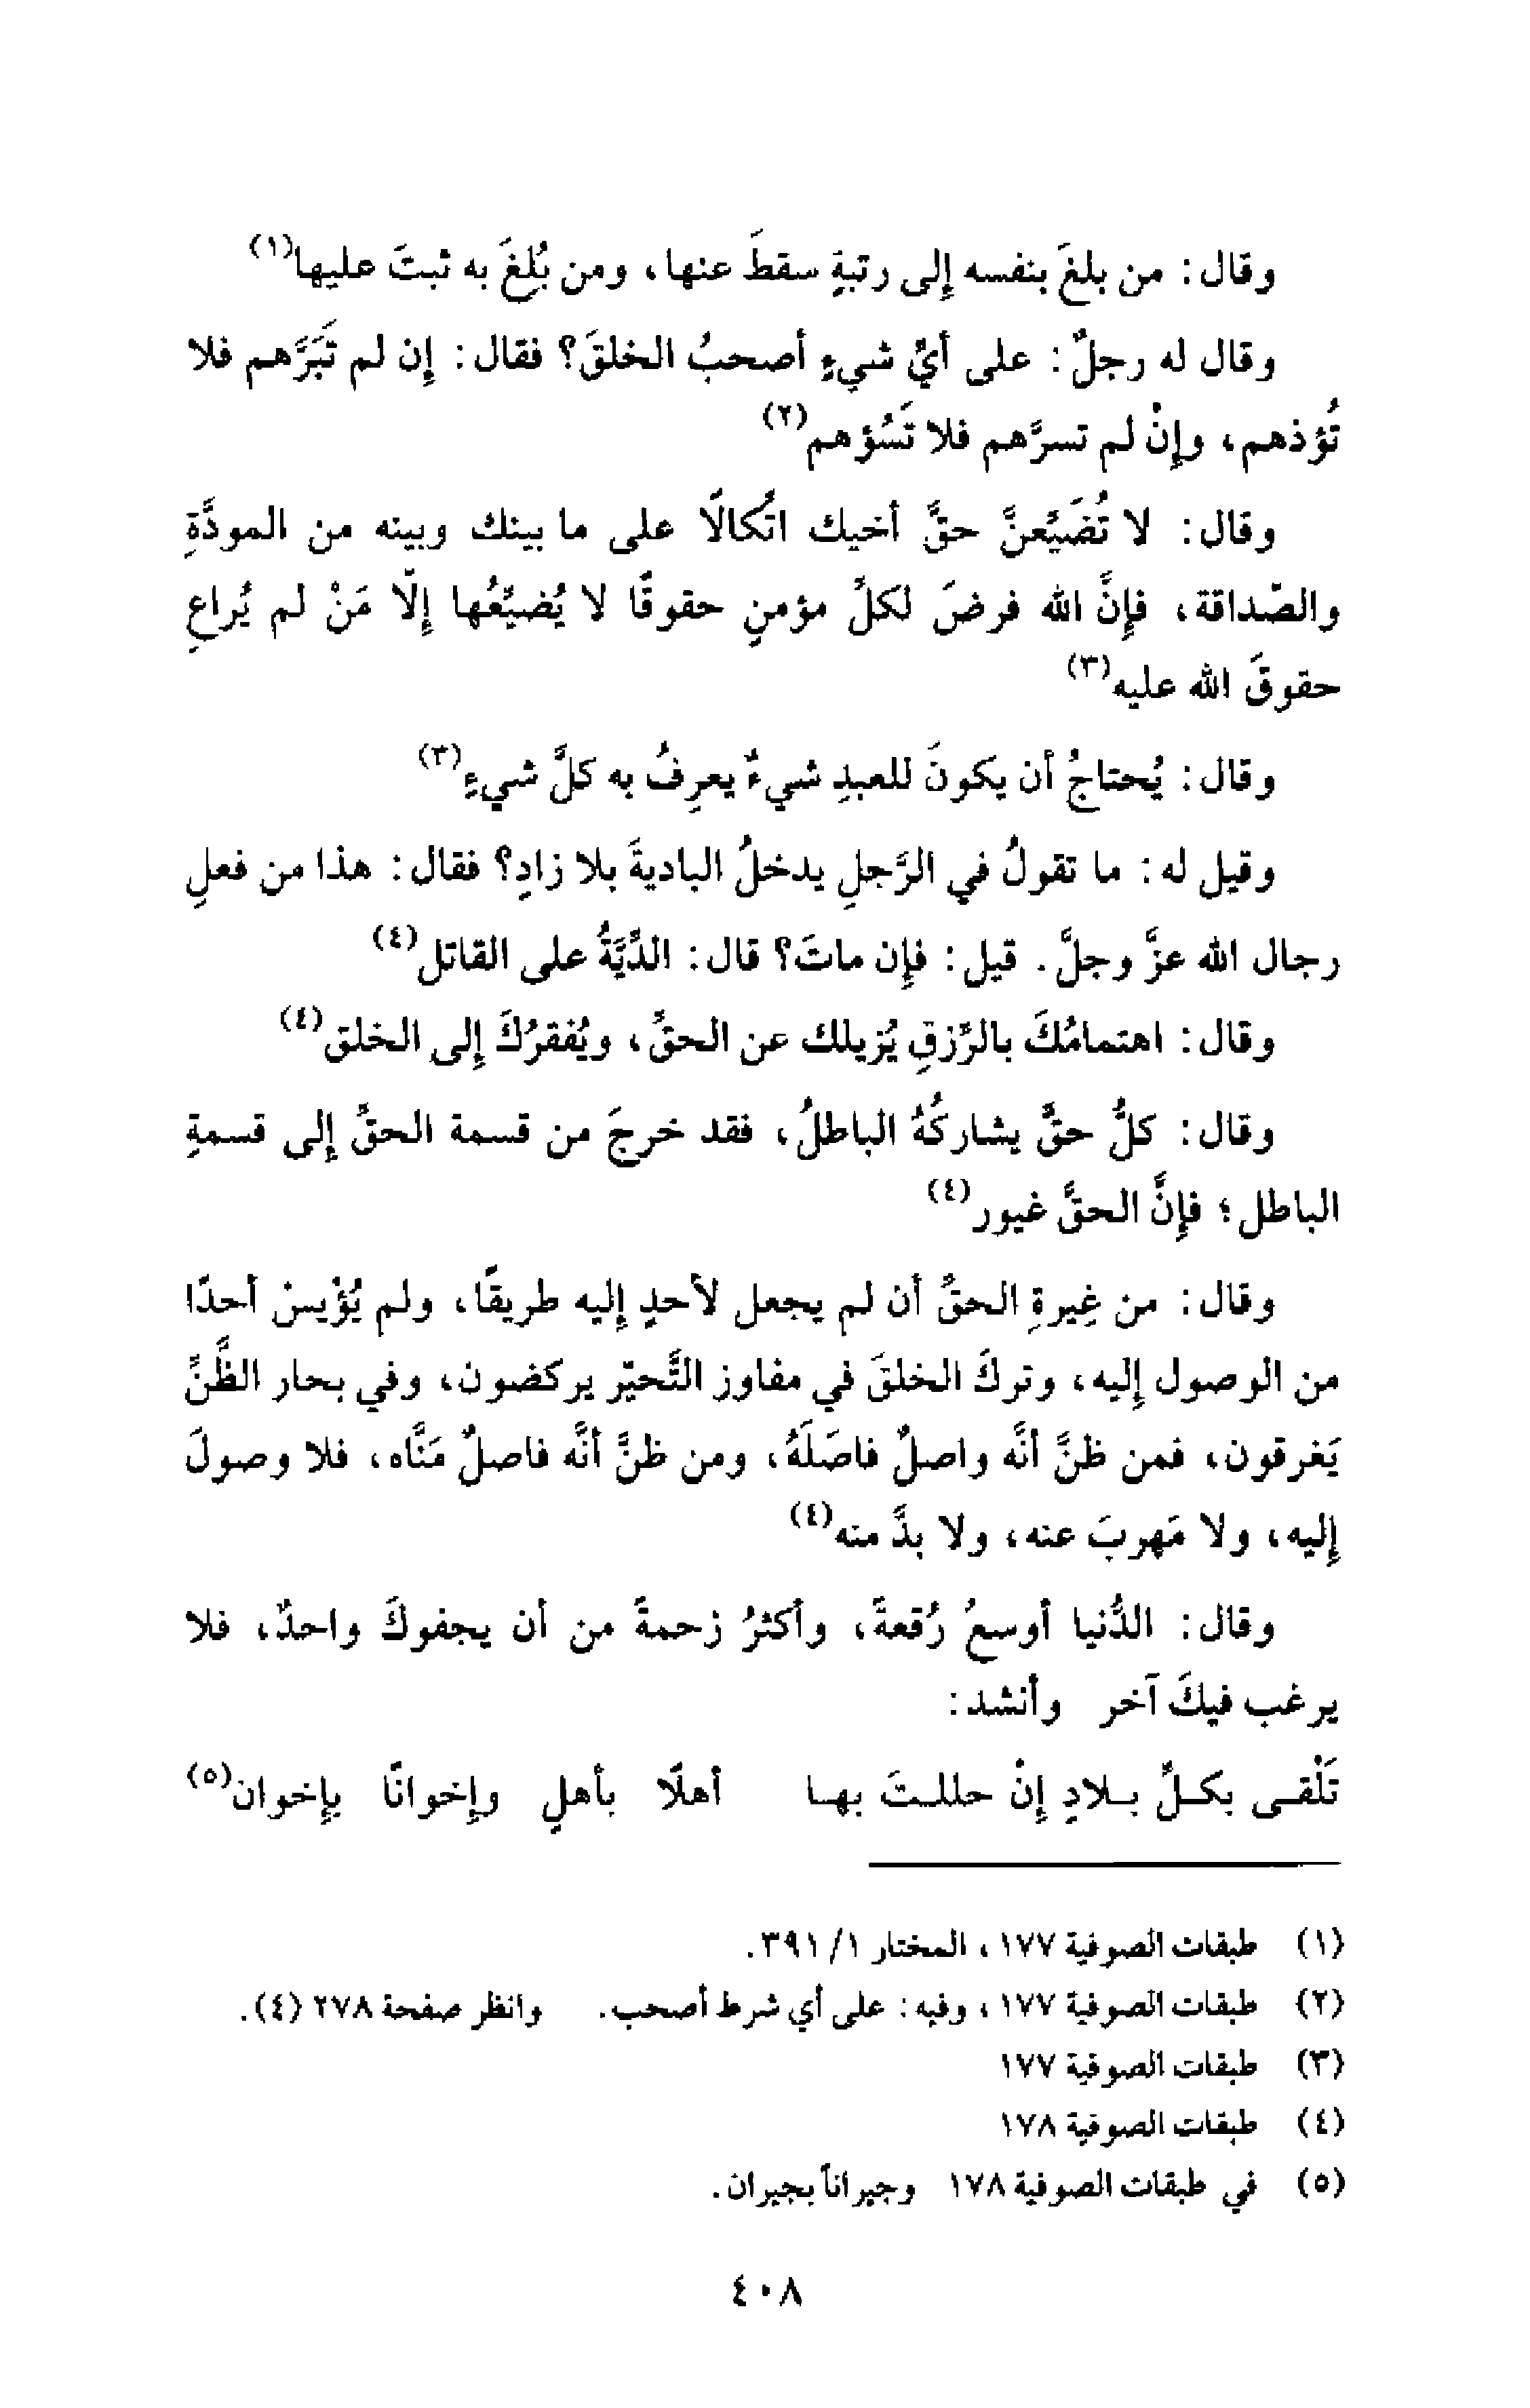 وقال: من بلغَ بنفسه إلى رتبةٍ سقطَ عنها، ومن بُلغَ به ثبتَ عليها(١)
وقال له رجلٌ: على أيِّ شيءٍ أصحبُ الخلقَ؟ فقال: إن لم تَبَرَّهم فلا
تُؤذهم، وإنْ لم تسرَّهم فلا تَسُؤهم(٢)
وقال: لا تُضَيِّعنَّ حقَّ أخيك اتِّكالًا على ما بينك وبينه من المودَّةِ
والصّداقة، فإنَّ الله فرضَ لكلِّ مؤمنٍ حقوقًا لا يُضيِّعُها إلّا مَنْ لم يُراعِ
حقوقَ الله عليه(٣)
وقال: يُحتاجُ أن يكونَ للعبدِ شيءٌ يعرِفُ به كلَّ شيءٍ(٣)
وقيل له: ما تقولُ في الرَّجلِ يدخلُ الباديةَ بلا زادٍ؟ فقال: هذا من فعلِ
رجال الله عزَّ وجلَّ. قيل: فإن ماتَ؟ قال: الدِّيَّةُ على القاتل(٤)
وقال: اهتمامُكَ بالرِّزقِ يُزيلك عن الحقِّ، ويُفقرُكَ إلى الخلق(٤)
وقال: كلُّ حقٍّ يشاركُهُ الباطلُ، فقد خرجَ من قسمة الحقِّ إلى قسمةِ
الباطل؛ فإنَّ الحقَّ غيور(٤)
وقال: من غِيرةِ الحقِّ أن لم يجعل لأحدٍ إليه طريقًا، ولم يُؤيسْ أحدًا
من الوصول إليه، وتركَ الخلقَ في مفاوز التَّحيّرِ يركضون، وفي بحار الظَّنِّ
يَغرقون، فمن ظنَّ أنَّه واصلٌ فاصَلَهُ، ومن ظنَّ أنَّه فاصلٌ مَنَّاه، فلا وصولَ
إليه، ولا مَهربَ عنه، ولا بدَّ منه(٤)
وقال: الدُّنيا أوسعُ رُقعةً، وأكثرُ زحمةً من أن يجفوكَ واحدٌ، فلا
يرغب فيكَ آخر وأنشد:
تَلْقى بكلِّ بلادٍ إنْ حللتَ بها أهلًا بأهلٍ وإخوانًا بإخوان(٥)
(١) طبقات الصوفية ١٧٧، المختار ١/ ٣٩١.
(٢) طبقات الصوفية ١٧٧، وفيه: على أي شرط أصحب. وانظر صفحة ٢٧٨ (٤).
(٣) طبقات الصوفية ١٧٧
(٤) طبقات الصوفية ١٧٨
(٥) في طبقات الصوفية ١٧٨ وجيراناً بجيران.
٤٠٨